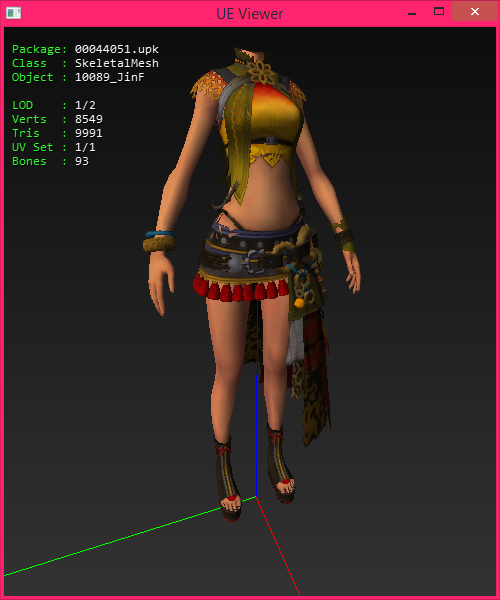 UE Viewer
Package: 00044051.upk
Class  : SkeletalMesh
Object : 10089_JinF
LOD    : 1/2
Verts  : 8549
Tris   : 9991
UV Set : 1/1
Bones  : 93